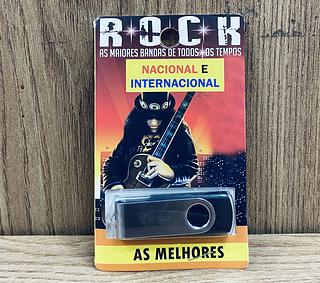 ROCK
AS MAIORES BANDAS DE TODOS OS TEMPOS
NACIONAL E
INTERNACIONAL
AS MELHORES